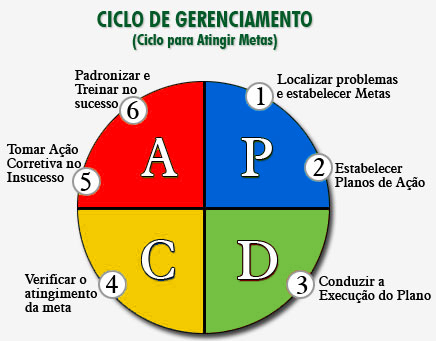 CICLO DE GERENCIAMENTO
(Ciclo para Atingir Metas)
1
Localizar problemas
e estabelecer Metas
2
Estabelecer
Planos de Ação
3
Conduzir a
Execução do Plano
4
Verificar o
atingimento
da meta
5
Tomar Ação
Corretiva no
Insucesso
6
Padronizar e
Treinar no
sucesso
A
P
C
D